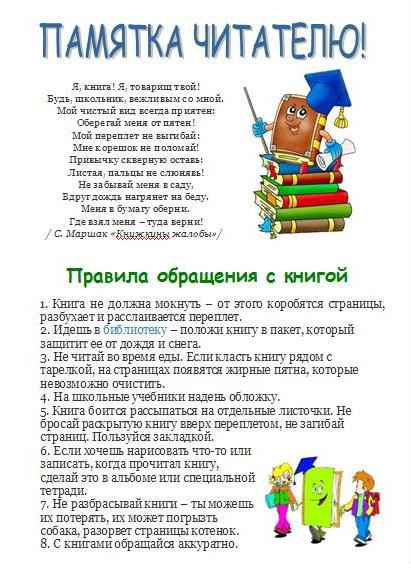 ПАМЯТКА ЧИТАТЕЛЮ!
Я, книга! Я, товарищ твой!
Будь, школьник, вежливым со мной.
Мой чистый вид всегда приятен:
Оберегай меня от пятен!
Мой переплет не выгибай:
Мне корешок не поломай!
Привычку скверную оставь:
Листая, пальцы не слюнявь!
Не забывай меня в саду,
Вдруг дождь нагрянет на беду.
Меня в бумагу оберни.
Где взял меня – туда верни!
/ С. Маршак «Книжкины жалобы»/
Правила обращения с книгой
1. Книга не должна мокнуть – от этого коробятся страницы,
разбухает и расслаивается переплет.
2. Идешь в библиотеку – положи книгу в пакет, который
защитит ее от дождя и снега.
3. Не читай во время еды. Если класть книгу рядом с
тарелкой, на страницах появятся жирные пятна, которые
невозможно очистить.
4. На школьные учебники надень обложку.
5. Книга боится рассыпаться на отдельные листочки. Не
бросай раскрытую книгу вверх переплетом, не загибай
страниц. Пользуйся закладкой.
6. Если хочешь нарисовать что-то или
записать, когда прочитал книгу,
сделай это в альбоме или специальной
тетради.
7. Не разбрасывай книги – ты можешь
их потерять, их может погрызть
собака, разорвет страницы котенок.
8. С книгами обращайся аккуратно.